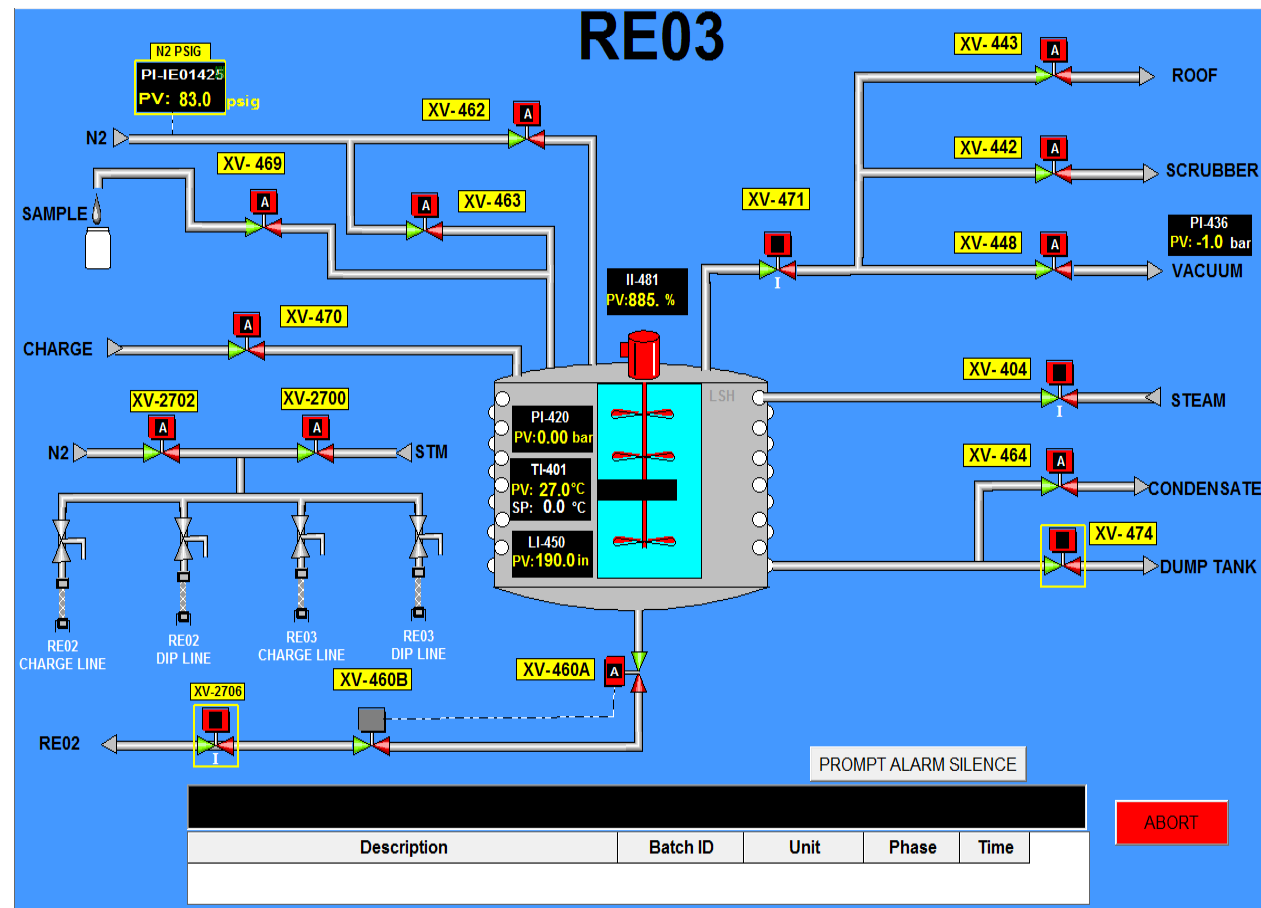 RE03
N2 PSIG
PI-IE01425
PV: 83.0 psig
XV-443
A
ROOF
XV-462
A
N2
XV-442
A
SCRUBBER
XV-469
A
XV-463
A
XV-471
I
SAMPLE
XV-448
A
PI-436
PV: -1.0 bar
VACUUM
II-481
PV:885. %
XV-470
A
CHARGE
XV-404
I
STEAM
LSH
XV-2702
A
XV-2700
A
N2
STM
PI-420
PV:0.00 bar
TI-401
PV: 27.0°C
SP: 0.0 °C
LI-450
PV:190.0 in
XV-464
A
CONDENSATE
XV-474
DUMP TANK
RE02
CHARGE LINE
RE02
DIP LINE
RE03
CHARGE LINE
RE03
DIP LINE
XV-460A
A
XV-460B
XV-2706
I
RE02
PROMPT ALARM SILENCE
ABORT
Description Batch ID Unit Phase Time